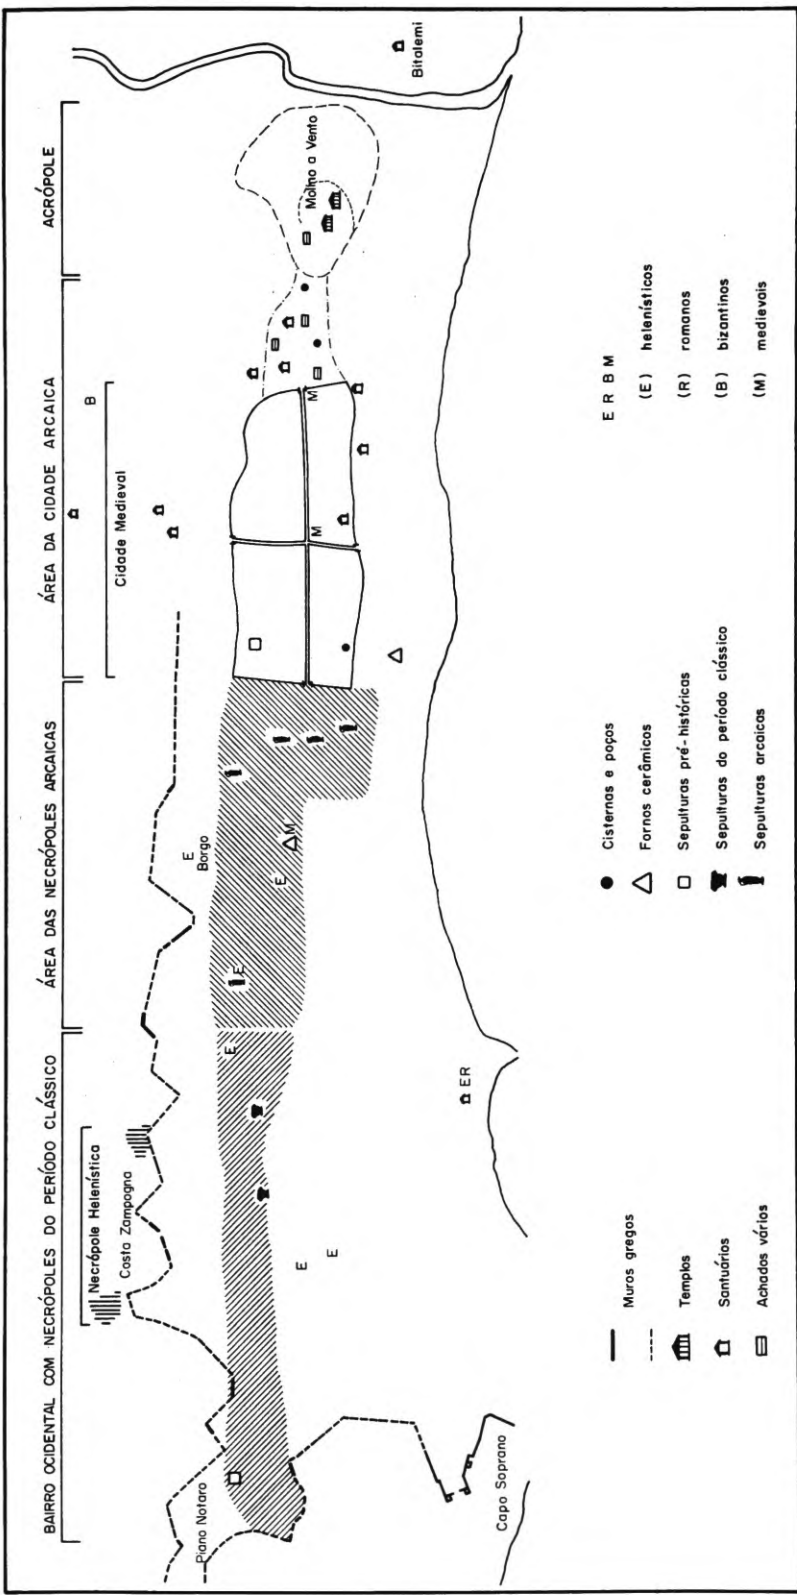 BAIRRO OCIDENTAL COM NECRÓPOLES DO PERÍODO CLÁSSICO
ÁREA DAS NECRÓPOLES ARCAICAS
ÁREA DA CIDADE ARCAICA
ACRÓPOLE
Necrópole Helenística
Costa Zampogna
Cidade Medieval
B
Piano Notaro
E
Borgo
E
E
E
M
M
M
Molino a Vento
Bitalemi
E
E
ER
Capo Soprano
Muros gregos
Templos
Santuários
Achados vários
Cisternas e poços
Fornos cerâmicos
Sepulturas pré-históricas
Sepulturas do período clássico
Sepulturas arcaicas
E R B M
(E) helenísticos
(R) romanos
(B) bizantinos
(M) medievais